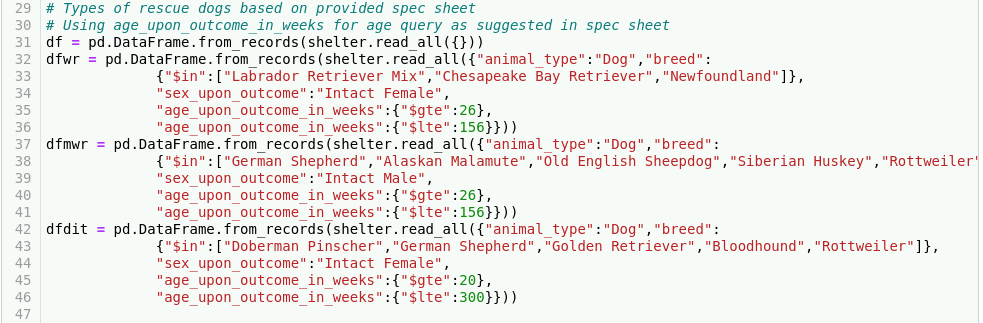 29 # Types of rescue dogs based on provided spec sheet
30 # Using age_upon_outcome_in_weeks for age query as suggested in spec sheet
31 df = pd.DataFrame.from_records(shelter.read_all({}))
32 dfwr = pd.DataFrame.from_records(shelter.read_all({"animal_type":"Dog","breed":
33 {"$in":["Labrador Retriever Mix","Chesapeake Bay Retriever","Newfoundland"]},
34 "sex_upon_outcome":"Intact Female",
35 "age_upon_outcome_in_weeks":{"$gte":26},
36 "age_upon_outcome_in_weeks":{"$lte":156}}))
37 dfmwr = pd.DataFrame.from_records(shelter.read_all({"animal_type":"Dog","breed":
38 {"$in":["German Shepherd","Alaskan Malamute","Old English Sheepdog","Siberian Huskey","Rottweiler"
39 "sex_upon_outcome":"Intact Male",
40 "age_upon_outcome_in_weeks":{"$gte":26},
41 "age_upon_outcome_in_weeks":{"$lte":156}}))
42 dfdit = pd.DataFrame.from_records(shelter.read_all({"animal_type":"Dog","breed":
43 {"$in":["Doberman Pinscher","German Shepherd","Golden Retriever","Bloodhound","Rottweiler"]},
44 "sex_upon_outcome":"Intact Female",
45 "age_upon_outcome_in_weeks":{"$gte":20},
46 "age_upon_outcome_in_weeks":{"$lte":300}}))
47